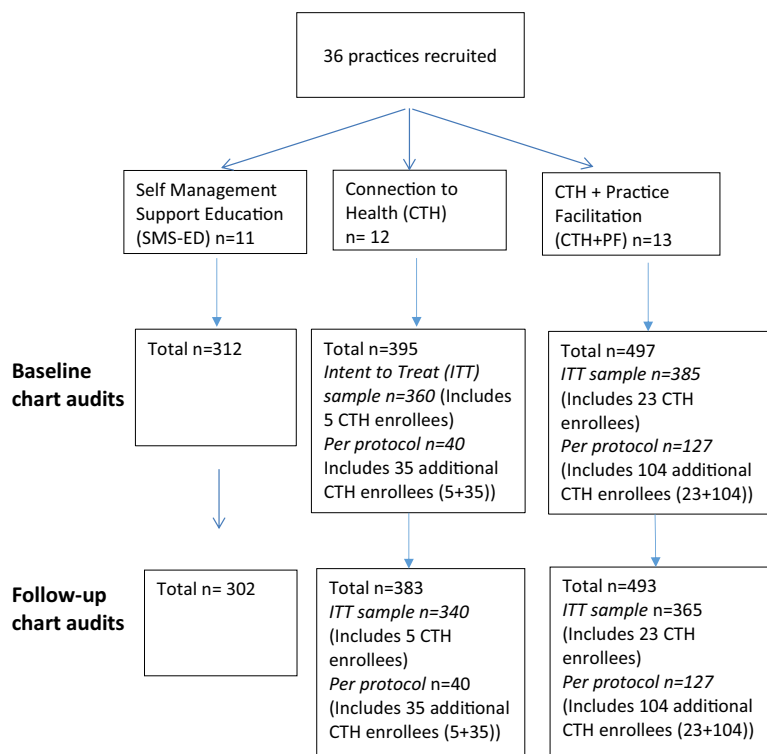 36 practices recruited
Self Management
Support Education
(SMS-ED) n=11
Connection to
Health (CTH)
n= 12
CTH + Practice
Facilitation
(CTH+PF) n=13
Baseline
chart audits
Total n=312
Total n=395
Intent to Treat (ITT)
sample n=360 (Includes
5 CTH enrollees)
Per protocol n=40
Includes 35 additional
CTH enrollees (5+35))
Total n=497
ITT sample n=385
(Includes 23 CTH
enrollees)
Per protocol n=127
(Includes 104 additional
CTH enrollees (23+104))
Follow-up
chart audits
Total n= 302
Total n=383
ITT sample n=340
(Includes 5 CTH
enrollees)
Per protocol n=40
(Includes 35 additional
CTH enrollees (5+35))
Total n=493
ITT sample n=365
(Includes 23 CTH
enrollees)
Per protocol n=127
(Includes 104 additional
CTH enrollees (23+104))